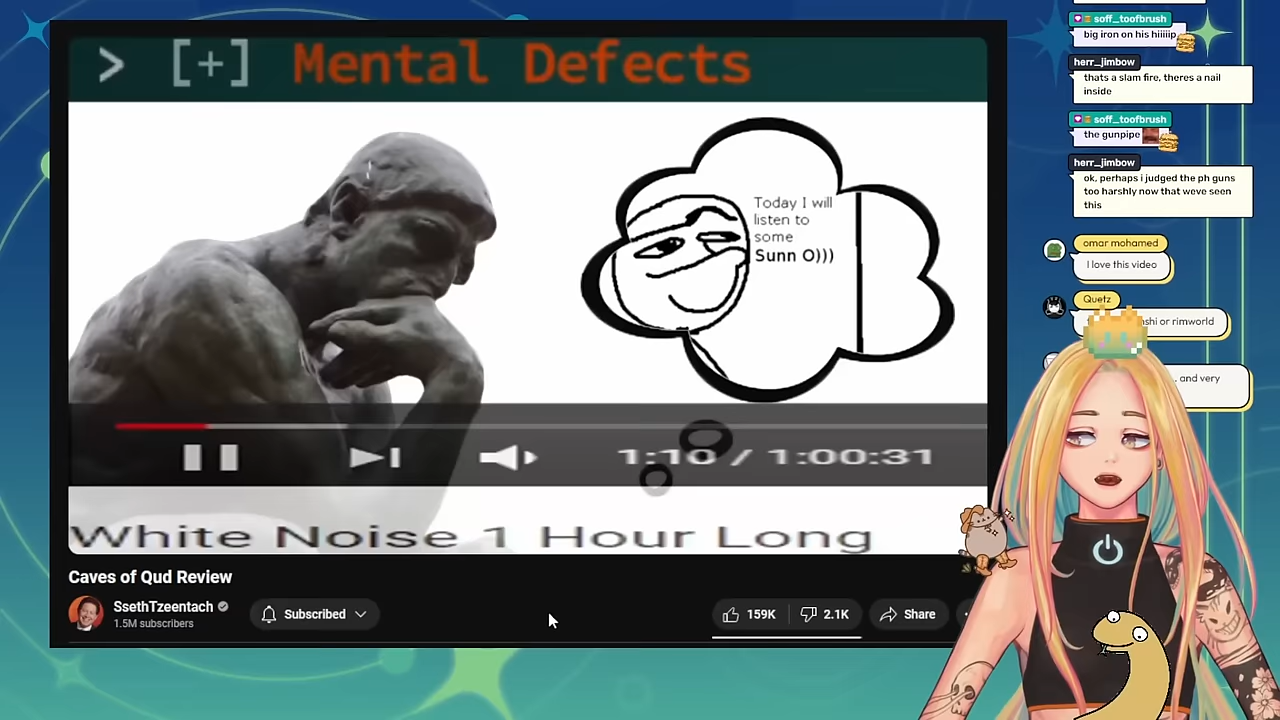 > [+] Mental Defects
Today I will
listen to
some
Sunn O)))
1:10 / 1:00:31
White Noise 1 Hour Long
Caves of Qud Review
SsethTzeentach
1.5M subscribers
Subscribed
159K
2.1K
Share
soff_toofbrush
big iron on his hiiiiip
herr_jimbow
thats a slam fire, theres a nail
inside
soff_toofbrush
the gunpipe
herr_jimbow
ok, perhaps i judged the ph guns
too harshly now that weve seen
this
omar mohamed
I love this video
Quetz
or rimworld
and very